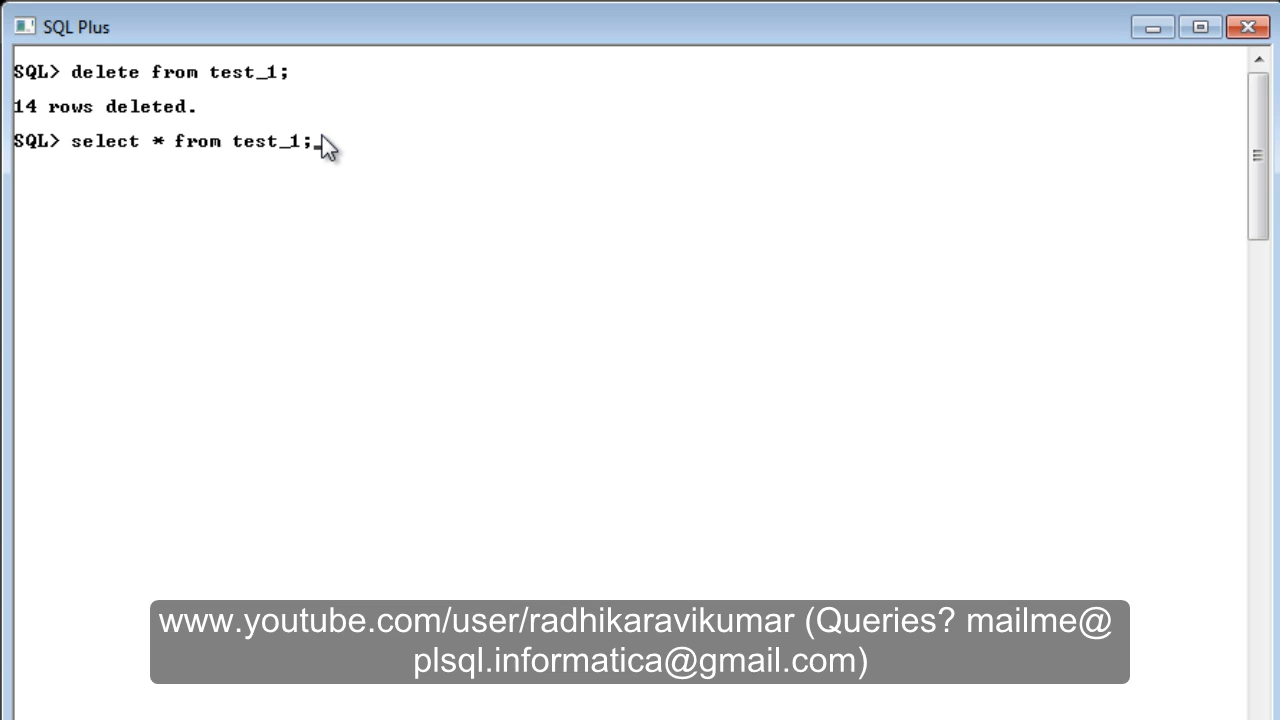 SQL Plus
SQL> delete from test_1;
14 rows deleted.
SQL> select * from test_1;
www.youtube.com/user/radhikaravikumar (Queries? mailme@
plsql.informatica@gmail.com)